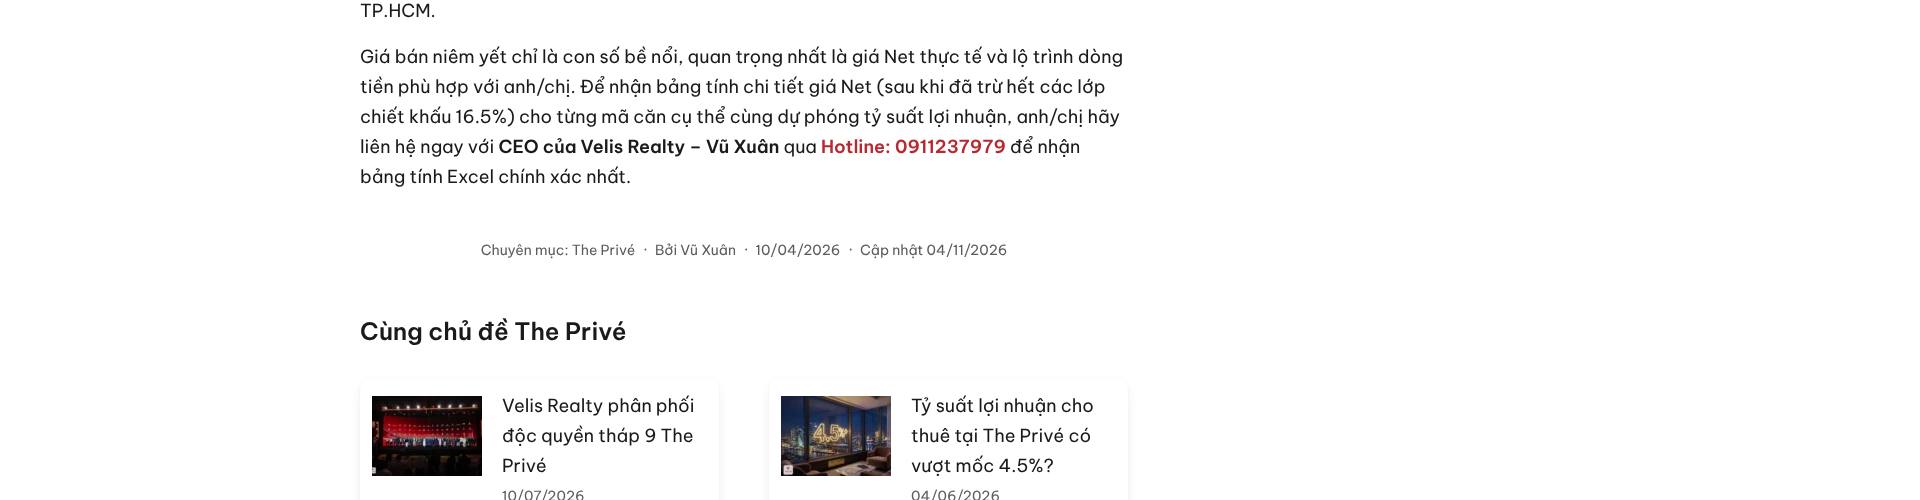 TP.HCM.
Giá bán niêm yết chỉ là con số bề nổi, quan trọng nhất là giá Net thực tế và lộ trình dòng
tiền phù hợp với anh/chị. Để nhận bảng tính chi tiết giá Net (sau khi đã trừ hết các lớp
chiết khấu 16.5%) cho từng mã căn cụ thể cùng dự phóng tỷ suất lợi nhuận, anh/chị hãy
liên hệ ngay với CEO của Velis Realty – Vũ Xuân qua Hotline: 0911237979 để nhận
bảng tính Excel chính xác nhất.
Chuyên mục: The Privé · Bởi Vũ Xuân · 10/04/2026 · Cập nhật 04/11/2026
Cùng chủ đề The Privé
Velis Realty phân phối
độc quyền tháp 9 The
Privé
10/07/2026
4.5%
Tỷ suất lợi nhuận cho
thuê tại The Privé có
vượt mốc 4.5%?
04/06/2026